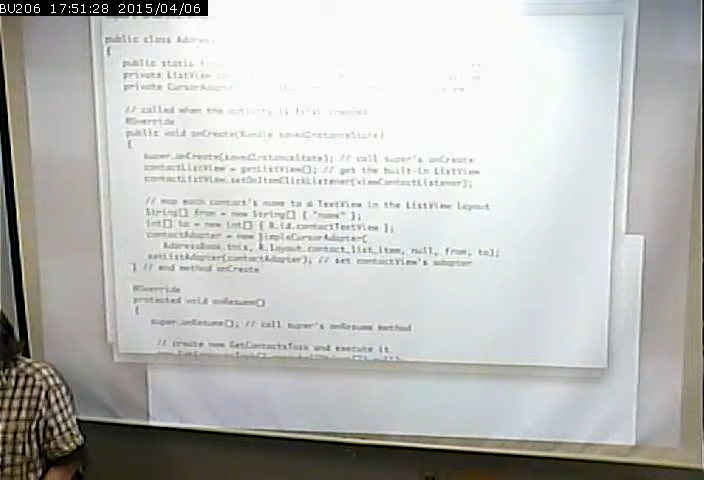 BU206 17:51:28 2015/04/06
public class Address
{
public static
private ListView
private CursorAdapter
// called when the activity is first created
@Override
public void onCreate(Bundle savedInstanceState)
{
super.onCreate(savedInstanceState); // call super's onCreate
contactListView = getListView(); // get the built-in ListView
contactListView.setOnItemClickListener(viewContactListener);
// map each contact's name to a TextView in the ListView layout
String[] from = new String[] { "name" };
int[] to = new int[] { R.id.contactTextView };
contactAdapter = new SimpleCursorAdapter(
AddressBook.this, R.layout.contact_list_item, null, from, to);
setListAdapter(contactAdapter); // set contactView's adapter
} // end method onCreate
@Override
protected void onResume()
{
super.onResume(); // call super's onResume method
// create new GetContactsTask and execute it